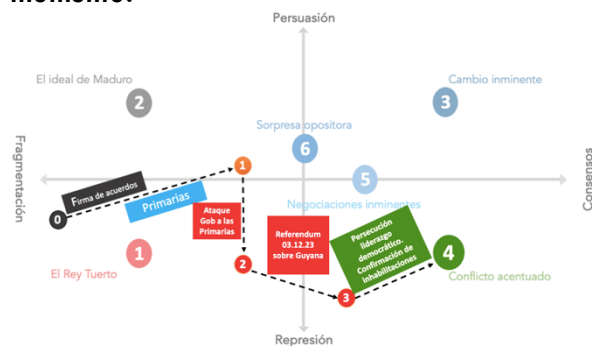 momento.
Persuasión
El ideal de Maduro
2
3
Cambio inminente
Sorpresa opositora
6
Fragmentación
Consensos
1
5
Firma de acuerdos
0
Primarias
Negociaciones inminentes
Ataque
Gob a las
Primarias
Referendum
03.12.23
sobre Guyana
Persecución
liderazgo
democrático.
Confirmación de
Inhabilitaciones
1
El Rey Tuerto
2
3
4
Conflicto acentuado
Represión